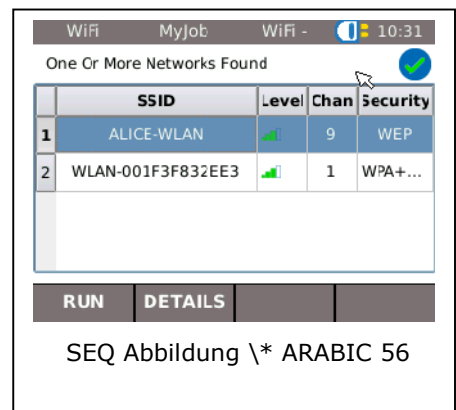 WiFi MyJob WiFi - 10:31
One Or More Networks Found
SSID Level Chan Security
1 ALICE-WLAN 9 WEP
2 WLAN-001F3F832EE3 1 WPA+...
RUN DETAILS
SEQ Abbildung \* ARABIC 56